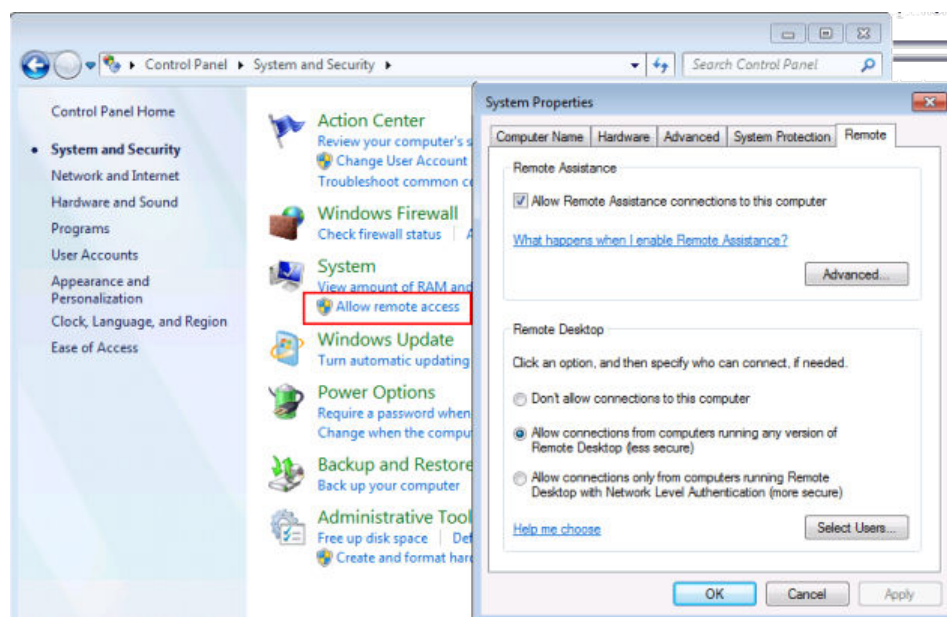 Control Panel
System and Security
Search Control Panel
Control Panel Home
System and Security
Network and Internet
Hardware and Sound
Programs
User Accounts
Appearance and
Personalization
Clock, Language, and Region
Ease of Access
Action Center
Review your computer's
Change User Account
Troubleshoot common
Windows Firewall
Check firewall status
System
View amount of RAM and
Allow remote access
Windows Update
Turn automatic updating
Power Options
Require a password when
Change when the
Backup and Restore
Back up your computer
Administrative
Free up disk space
Create and format
System Properties
Computer Name
Hardware
Advanced
System Protection
Remote
Remote Assistance
Allow Remote Assistance connections to this computer
What happens when I enable Remote Assistance?
Advanced...
Remote Desktop
Click an option, and then specify who can connect, if needed.
Don't allow connections to this computer
Allow connections from computers running any version of
Remote Desktop (less secure)
Allow connections only from computers running Remote
Desktop with Network Level Authentication (more secure)
Help me choose
Select Users...
OK
Cancel
Apply